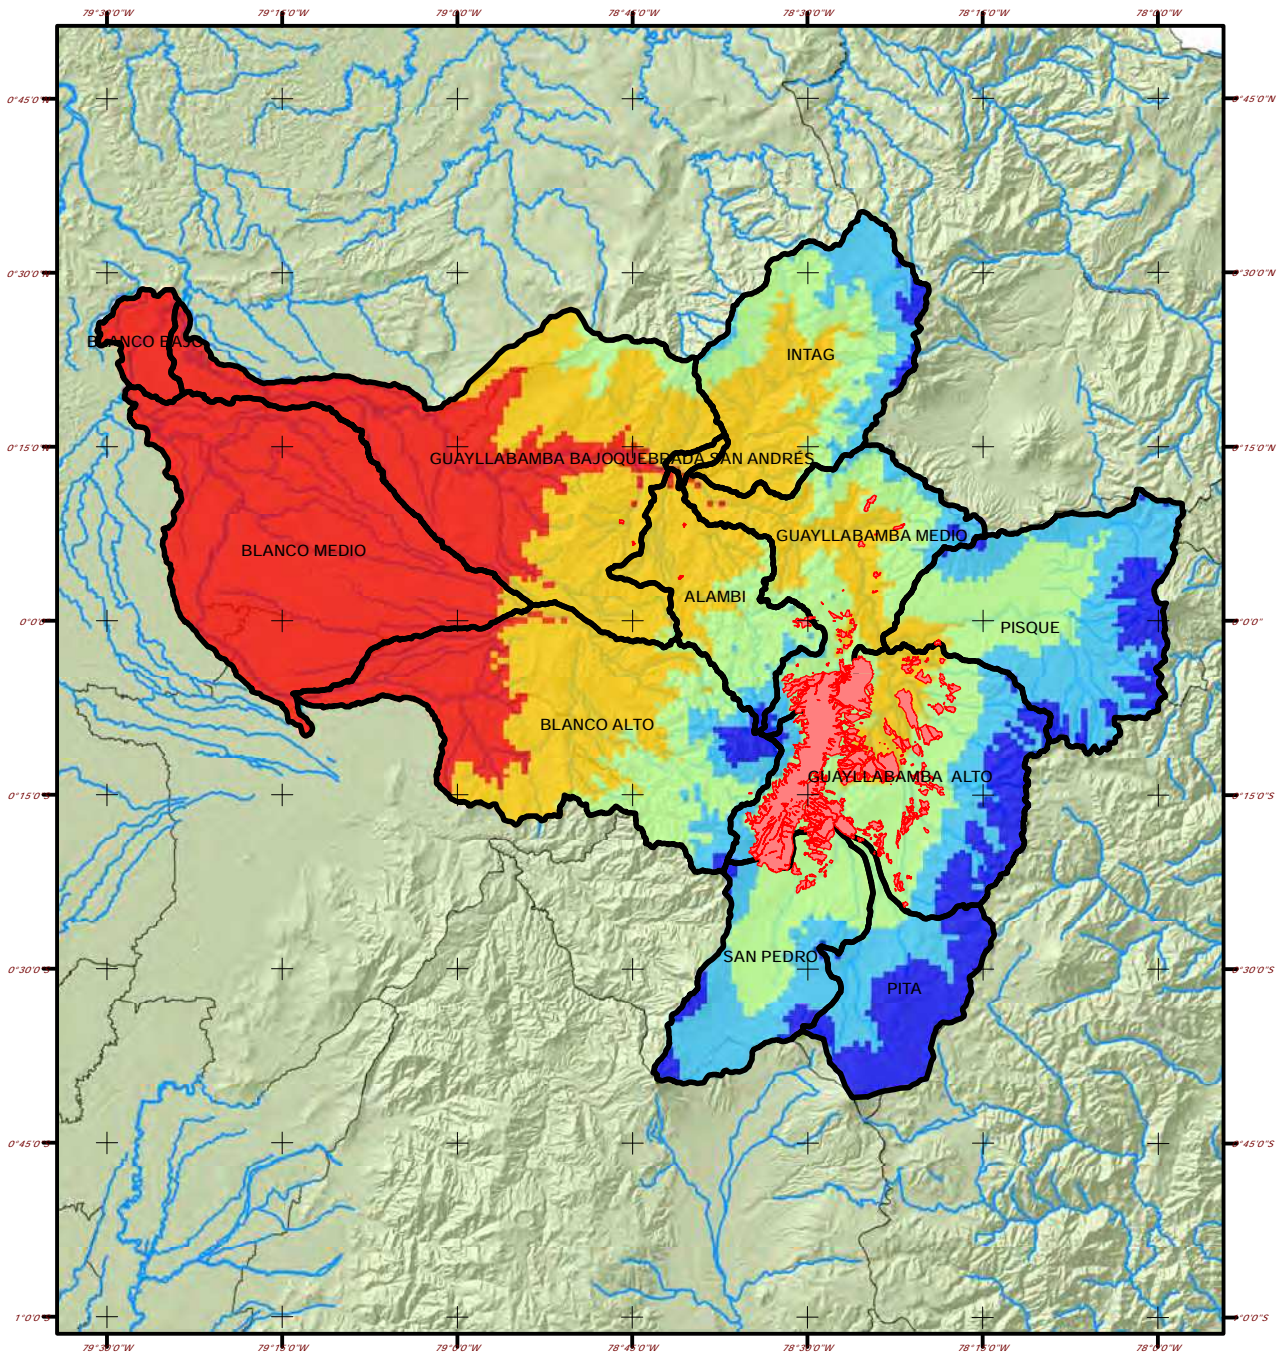 79°30'0"W 79°15'0"W 79°0'0"W 78°45'0"W 78°30'0"W 78°15'0"W 78°0'0"W
0°45'0"N 0°45'0"N
0°30'0"N 0°30'0"N
BLANCO BAJO
INTAG
0°15'0"N 0°15'0"N
GUAYLLABAMBA BAJO QUEBRADA SAN ANDRÉS
GUAYLLABAMBA MEDIO
BLANCO MEDIO
ALAMBI
0°0'0" 0°0'0"
PISQUE
BLANCO ALTO
GUAYLLABAMBA ALTO
0°15'0"S 0°15'0"S
SAN PEDRO
0°30'0"S 0°30'0"S
PITA
0°45'0"S 0°45'0"S
1°0'0"S 1°0'0"S
79°30'0"W 79°15'0"W 79°0'0"W 78°45'0"W 78°30'0"W 78°15'0"W 78°0'0"W